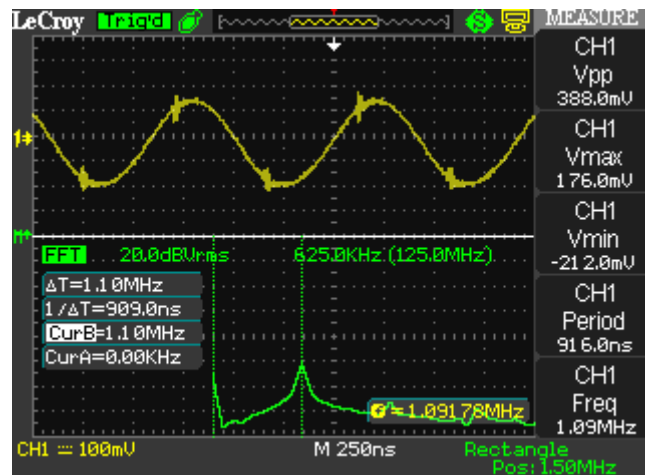 LeCroy Trig'd MEASURE
CH1
Vpp
388.0mV
CH1
Vmax
176.0mV
CH1
Vmin
-212.0mV
CH1
Period
916.0ns
CH1
Freq
1.09MHz
1
M
FFT 20.0dBVrms 625.0KHz (125.0MHz)
ΔT=1.10MHz
1/ΔT=909.0ns
CurB=1.10MHz
CurA=0.00KHz
F=1.09178MHz
CH1 100mV M 250ns Rectangle
Pos:1.50MHz